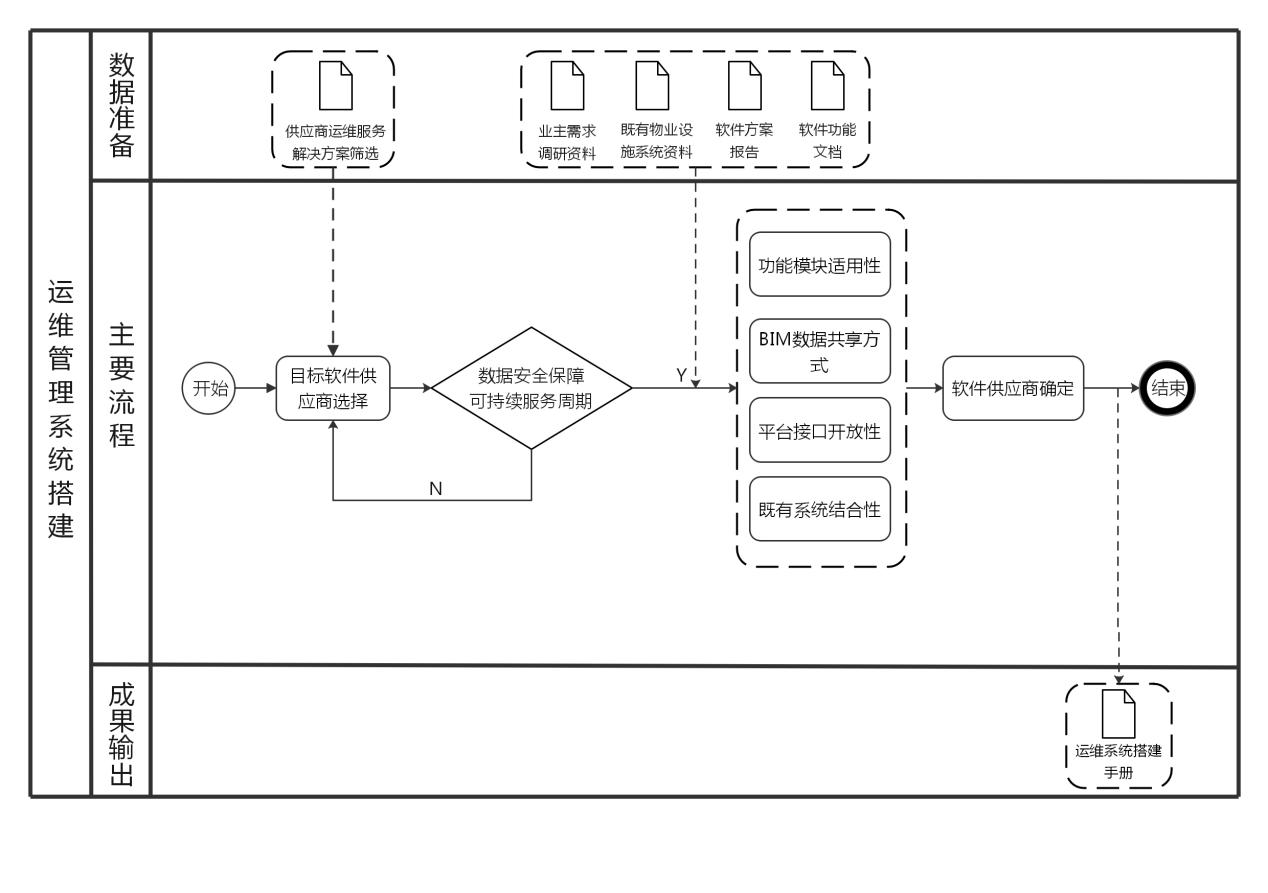 运维管理系统搭建
数据准备
供应商运维服务
解决方案筛选
业主需求
调研资料
既有物业设
施系统资料
软件方案
报告
软件功能
文档
主要流程
开始
目标软件供
应商选择
数据安全保障
可持续服务周期
Y
N
功能模块适用性
BIM数据共享方
式
平台接口开放性
既有系统结合性
软件供应商确定
结束
成果输出
运维系统搭建
手册